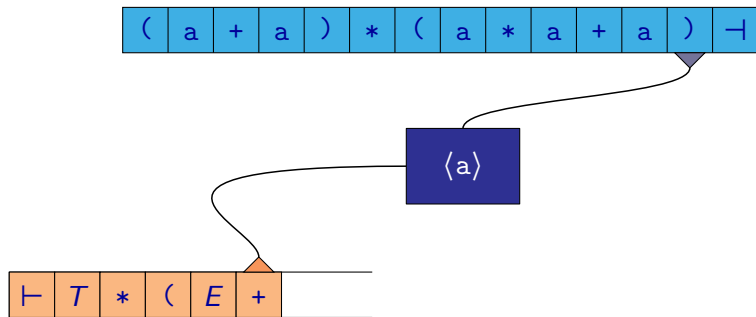 ( a + a ) * ( a * a + a ) ⊣
⟨a⟩
⊢ T * ( E +